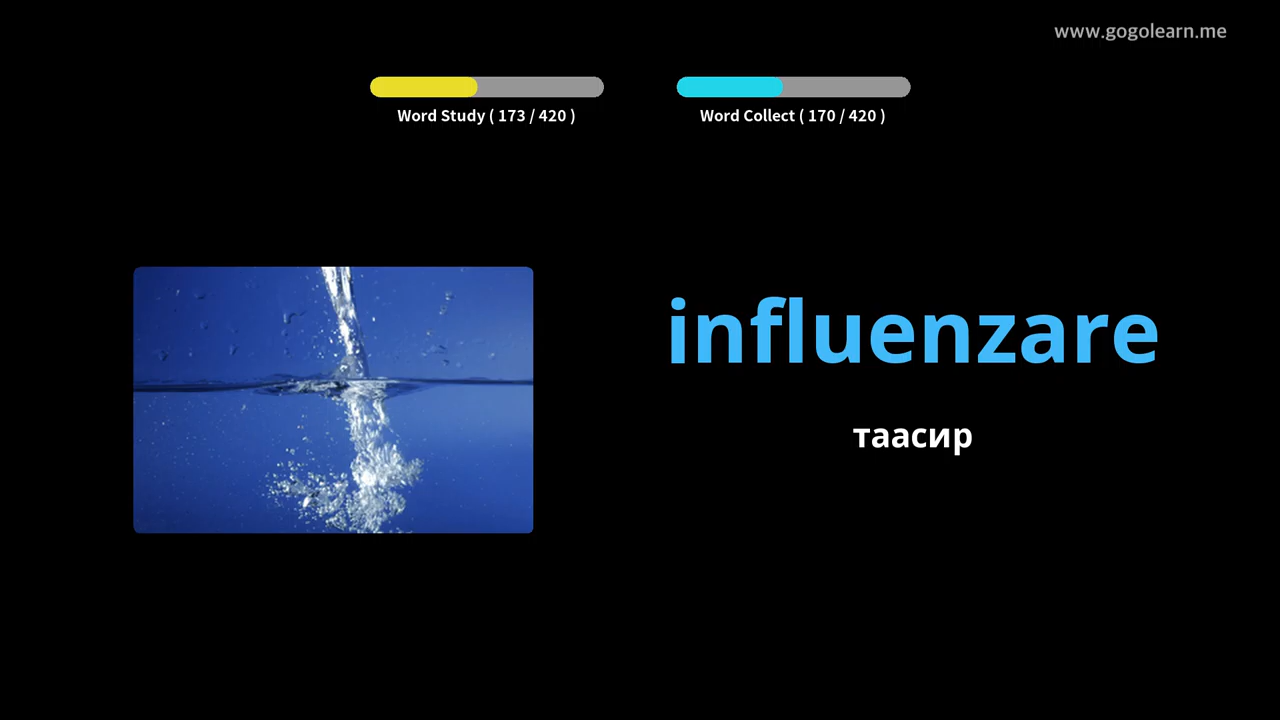 www.gogolearn.me
Word Study ( 173 / 420 )
Word Collect ( 170 / 420 )
influenzare
таасир